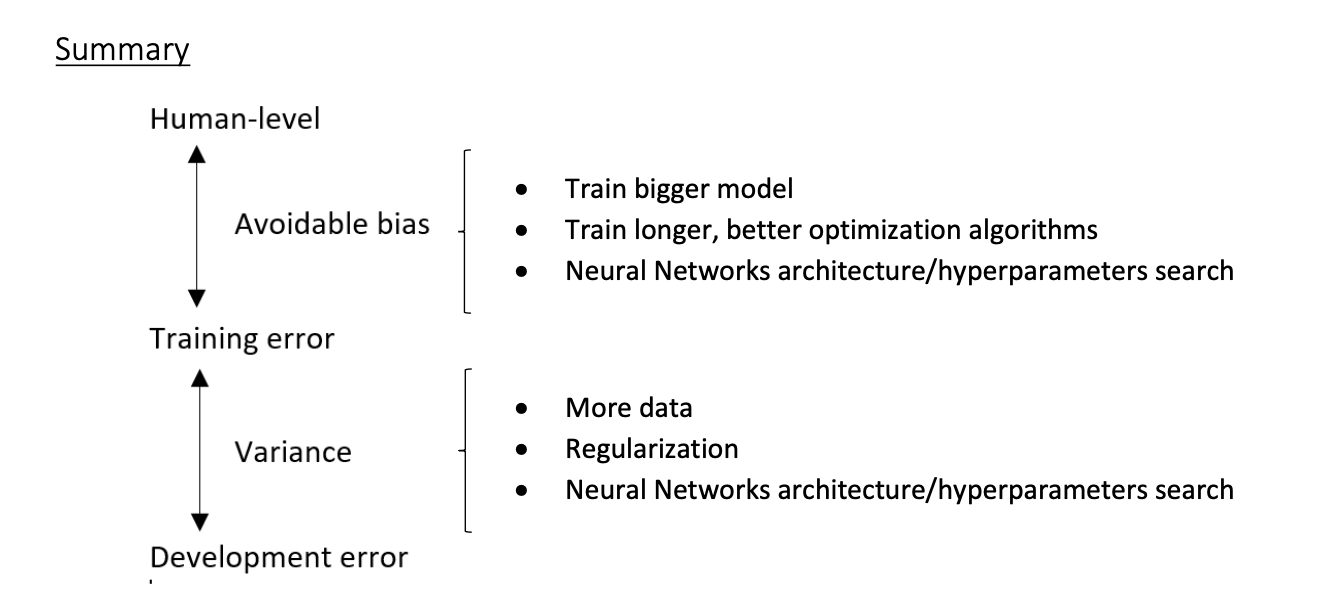 Summary
Human-level
Avoidable bias
• Train bigger model
• Train longer, better optimization algorithms
• Neural Networks architecture/hyperparameters search
Training error
Variance
• More data
• Regularization
• Neural Networks architecture/hyperparameters search
Development error